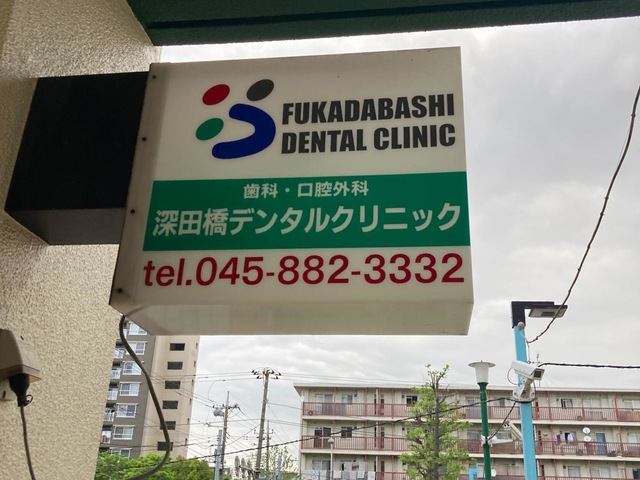 FUKADABASHI
DENTAL CLINIC
歯科・口腔外科
深田橋デンタルクリニック
tel.045-882-3332